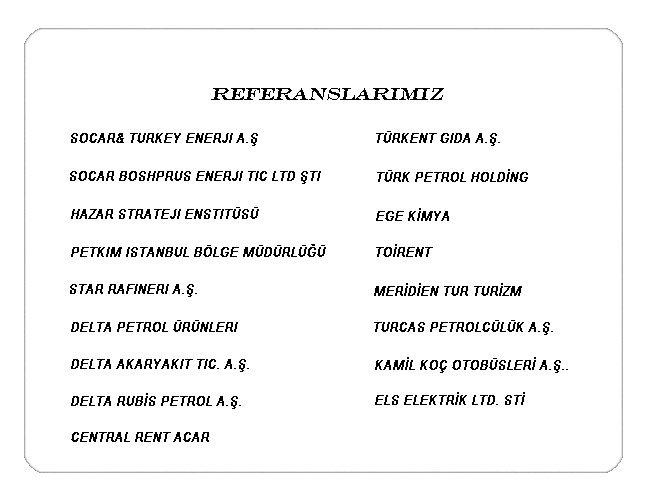 REFERANSLARIMIZ
SOCAR& TURKEY ENERJI A.Ş
SOCAR BOSHPRUS ENERJI TIC LTD ŞTI
HAZAR STRATEJI ENSTITÜSÜ
PETKIM ISTANBUL BÖLGE MÜDÜRLÜĞÜ
STAR RAFINERI A.Ş.
DELTA PETROL ÜRÜNLERI
DELTA AKARYAKIT TIC. A.Ş.
DELTA RUBİS PETROL A.Ş.
CENTRAL RENT ACAR
TÜRKENT GIDA A.Ş.
TÜRK PETROL HOLDİNG
EGE KİMYA
TOİRENT
MERİDİEN TUR TURİZM
TURCAS PETROLCÜLÜK A.Ş.
KAMİL KOÇ OTOBÜSLERİ A.Ş..
ELS ELEKTRİK LTD. STİ